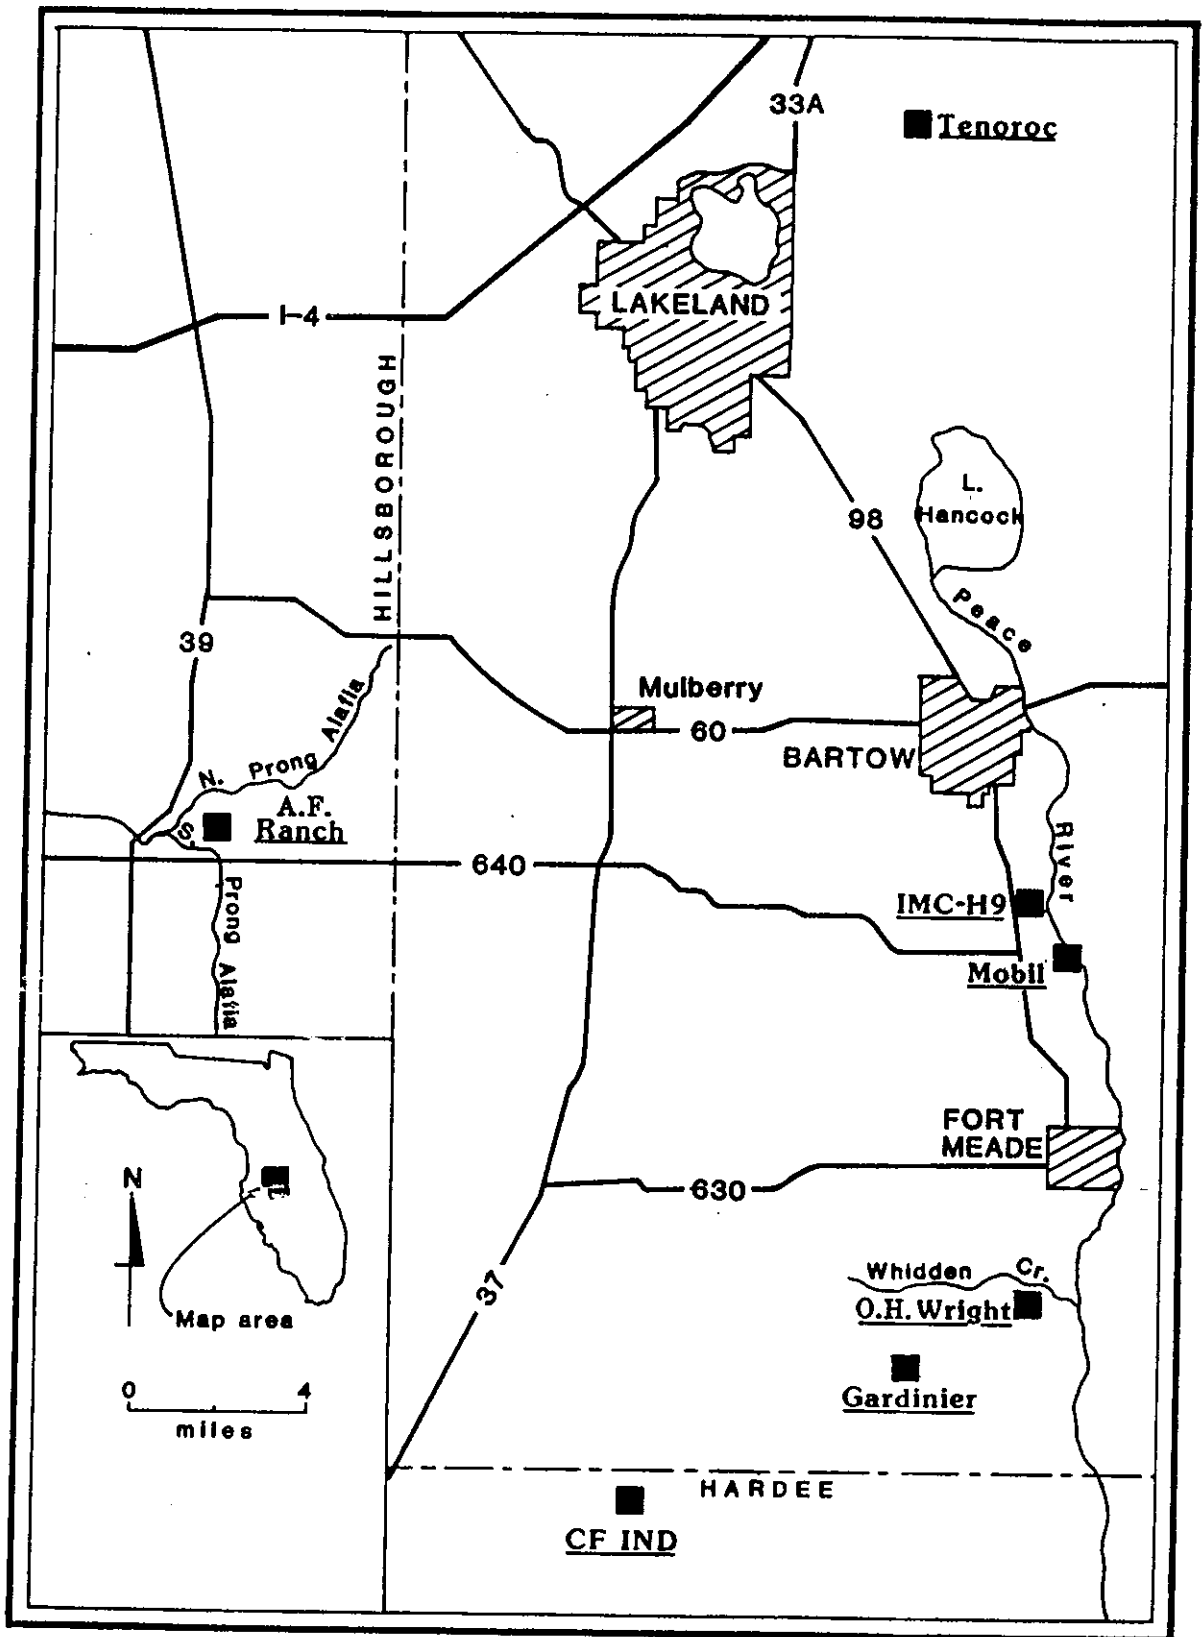 33A
Tenoroc
I-4
LAKELAND
HILLSBOROUGH
L.
Hancock
98
Peace
39
Mulberry
60
BARTOW
N. Prong Alafia
A.F.
Ranch
S. Prong Alafia
640
River
IMC-H9
Mobil
FORT
MEADE
N
630
37
Whidden Cr.
O.H. Wright
Map area
Gardinier
0 4
miles
HARDEE
CF IND